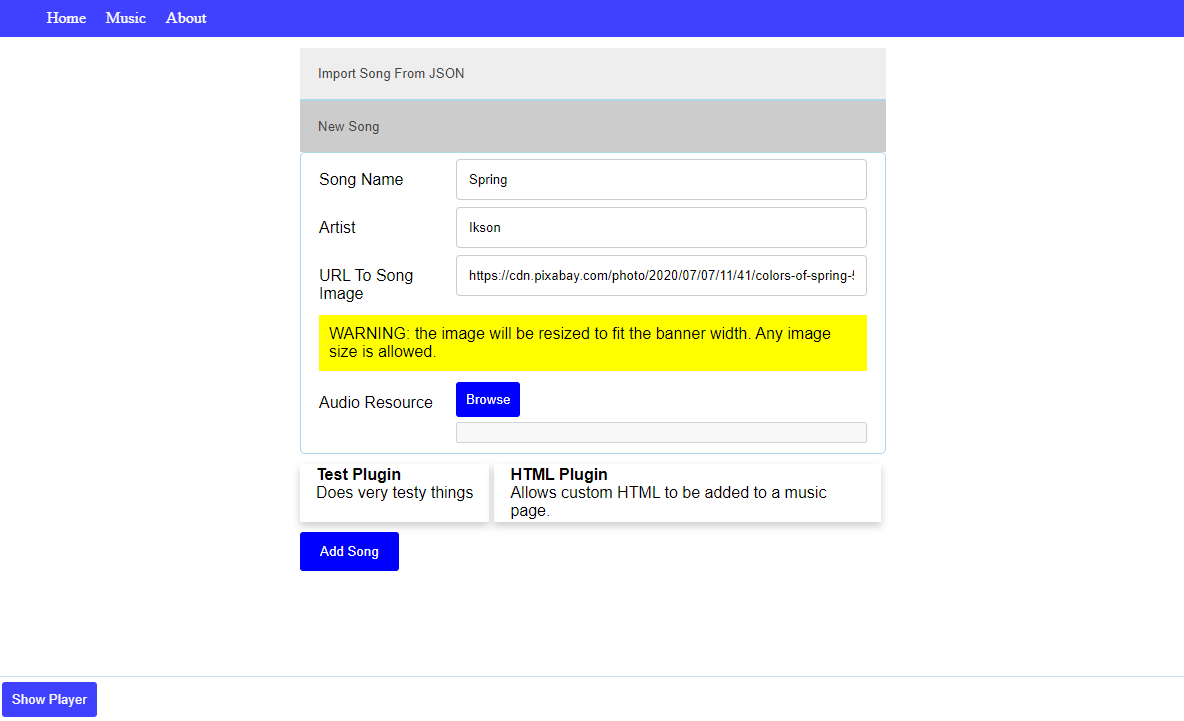 Home Music About
Import Song From JSON
New Song
Song Name Spring
Artist Ikson
URL To Song https://cdn.pixabay.com/photo/2020/07/07/11/41/colors-of-spring-
Image
WARNING: the image will be resized to fit the banner width. Any image
size is allowed.
Audio Resource Browse
Test Plugin
Does very testy things
HTML Plugin
Allows custom HTML to be added to a music
page.
Add Song
Show Player